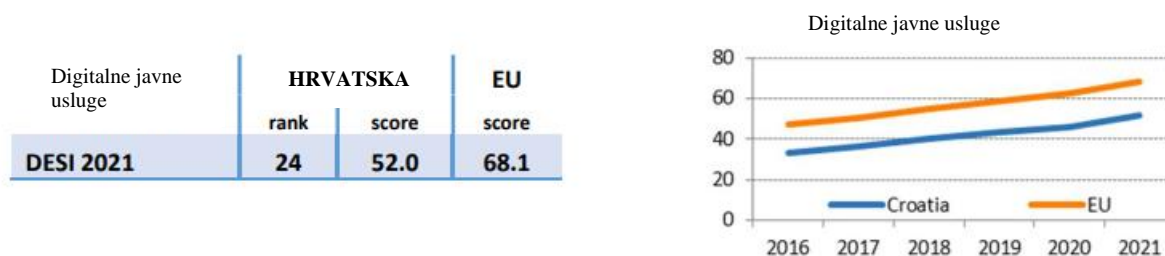 Digitalne javne
usluge
HRVATSKA
EU
rank
score
score
DESI 2021
24
52.0
68.1
Digitalne javne usluge
80
60
40
20
0
Croatia
EU
2016 2017 2018 2019 2020 2021